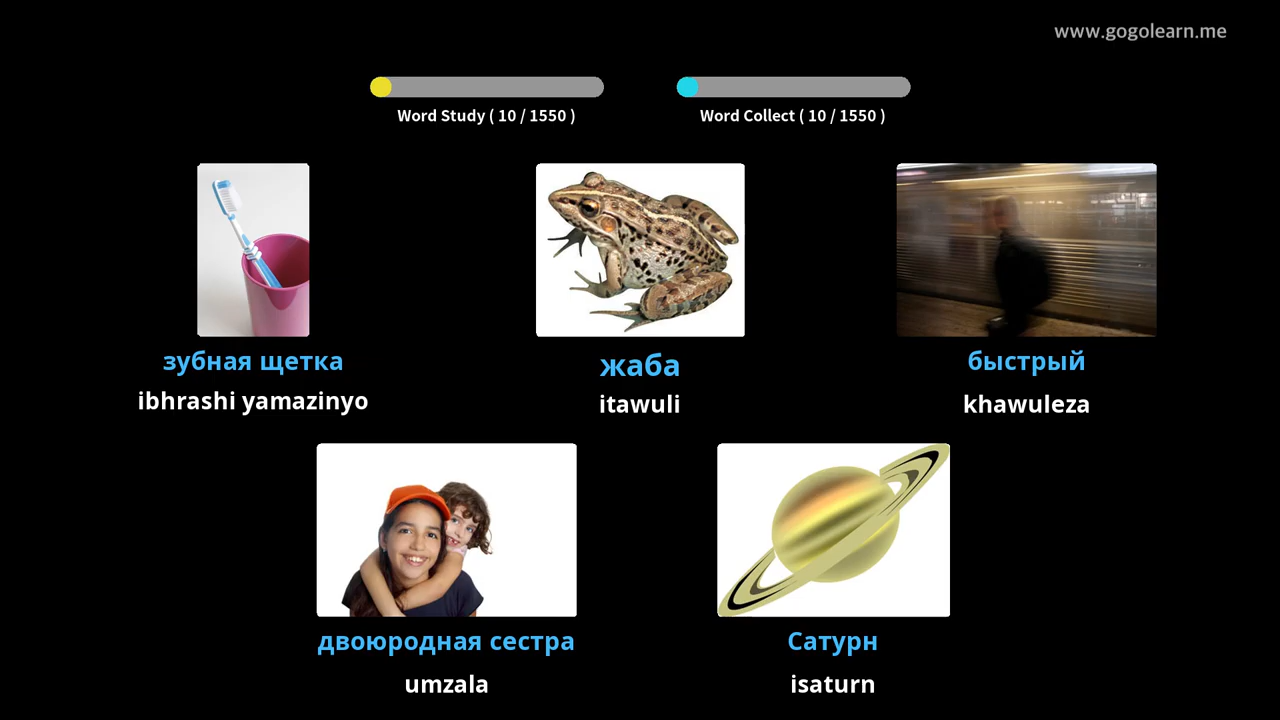 www.gogolearn.me
Word Study ( 10 / 1550 )
Word Collect ( 10 / 1550 )
зубная щетка
ibhrashi yamazinyo
жаба
itawuli
быстрый
khawuleza
двоюродная сестра
umzala
Сатурн
isaturn